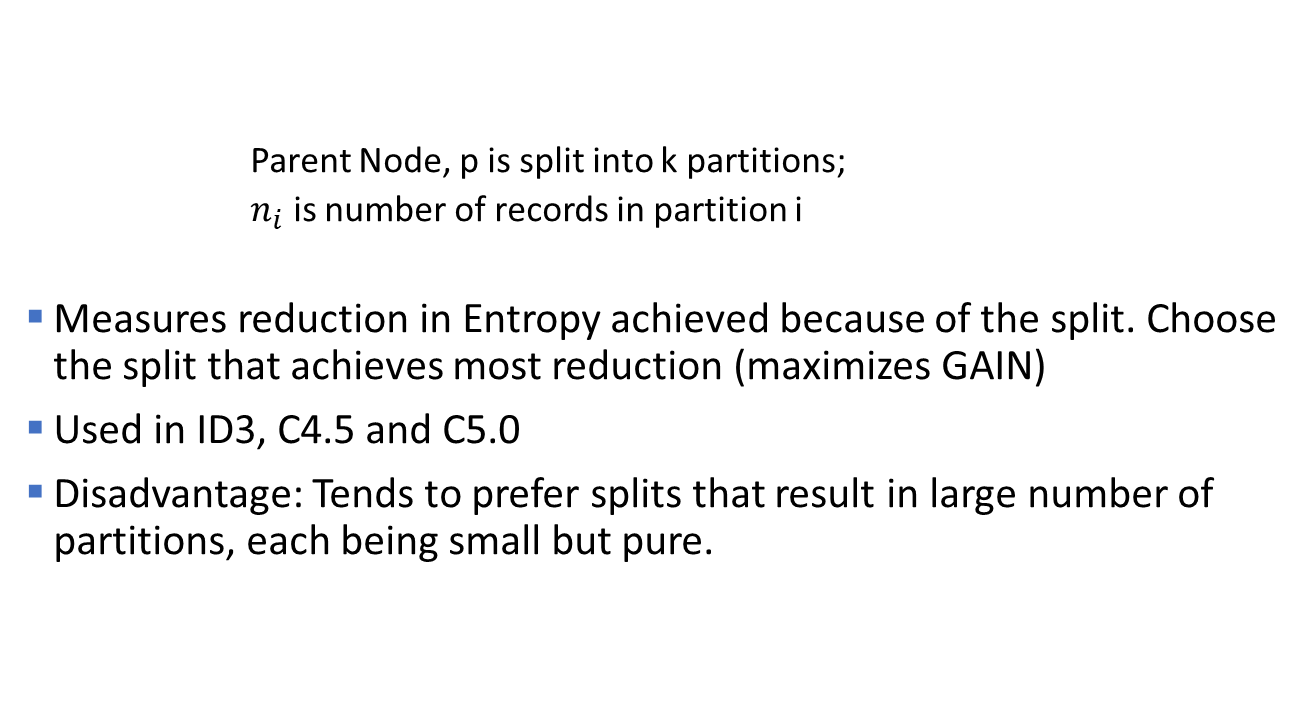 Parent Node, p is split into k partitions;
𝑛ᵢ is number of records in partition i
▪ Measures reduction in Entropy achieved because of the split. Choose
the split that achieves most reduction (maximizes GAIN)
▪ Used in ID3, C4.5 and C5.0
▪ Disadvantage: Tends to prefer splits that result in large number of
partitions, each being small but pure.